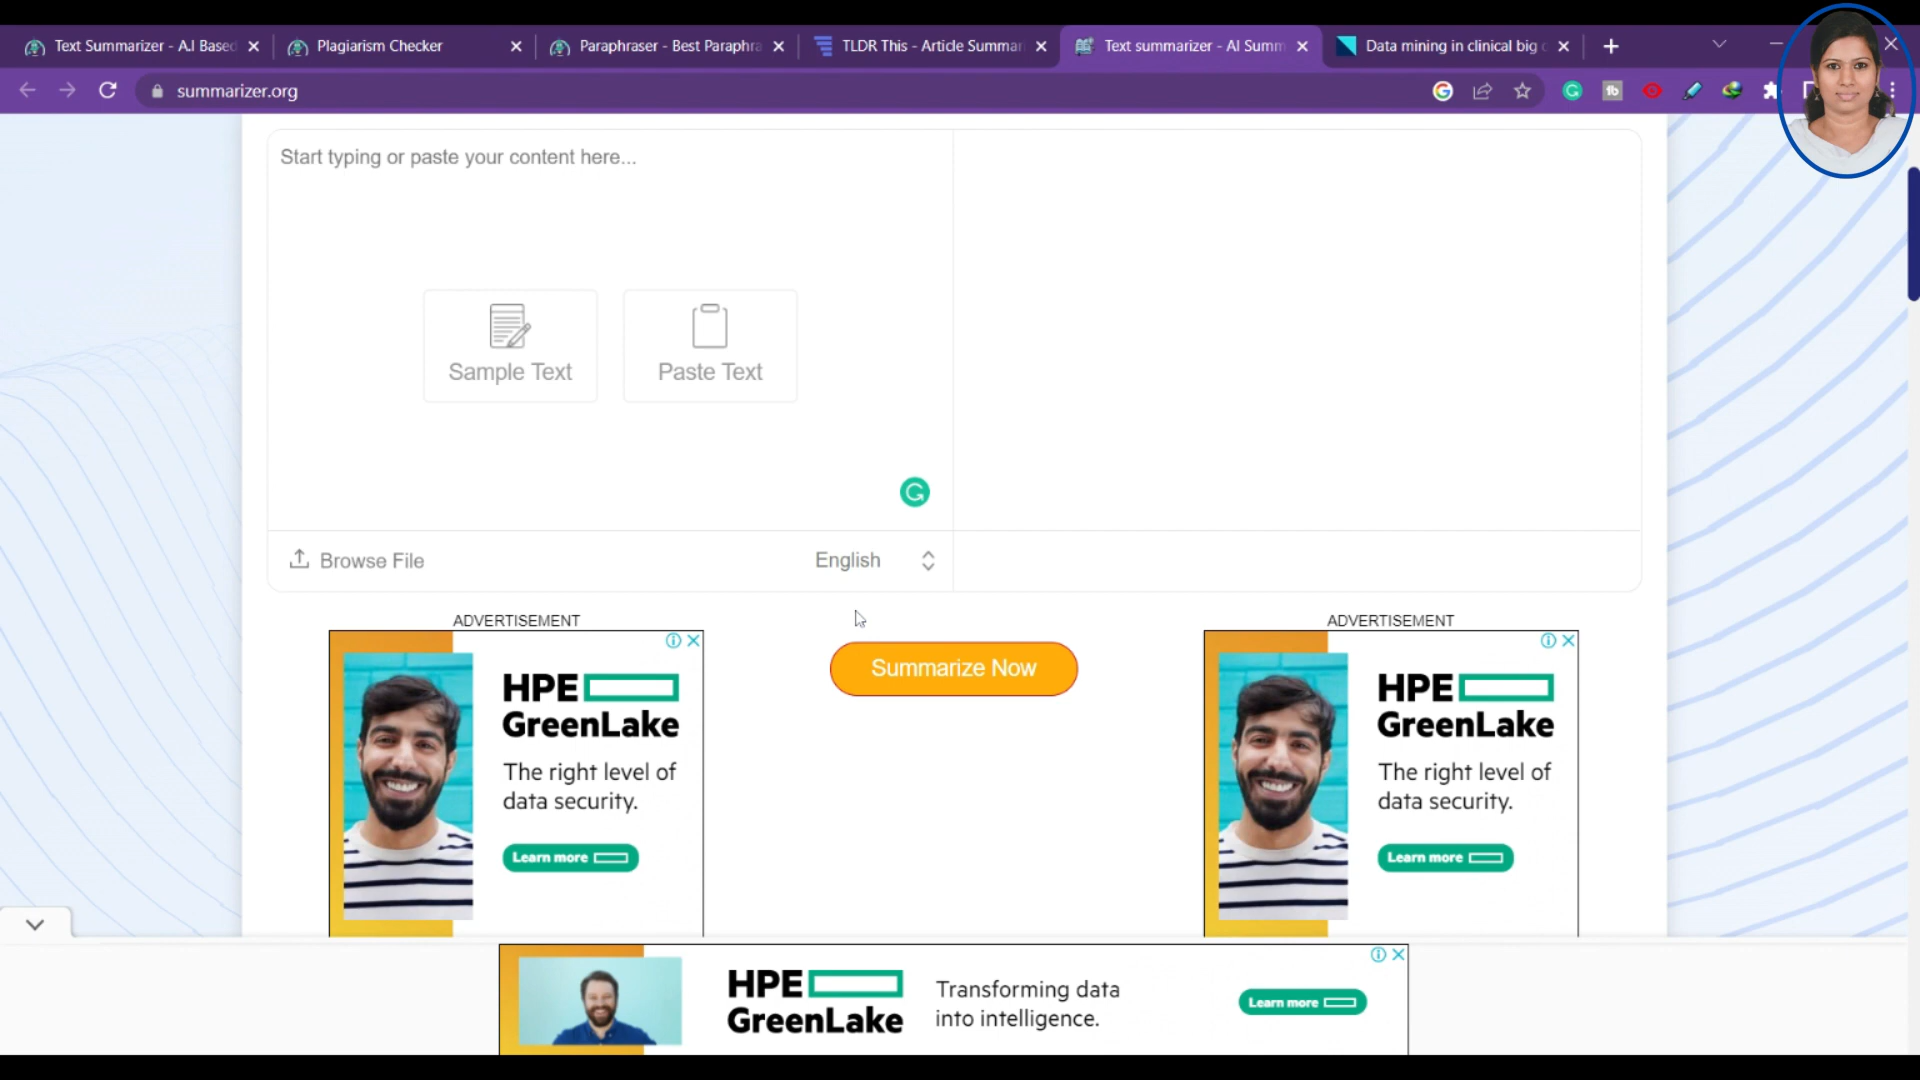 Text Summarizer - A.I Based
Plagiarism Checker
Paraphraser - Best Paraphra
TLDR This - Article Summar
Text summarizer - AI Summ
Data mining in clinical big
summarizer.org
Start typing or paste your content here...
Sample Text
Paste Text
Browse File
English
ADVERTISEMENT
ADVERTISEMENT
Summarize Now
HPE
GreenLake
The right level of
data security.
Learn more
HPE
GreenLake
The right level of
data security.
Learn more
HPE
GreenLake
Transforming data
into intelligence.
Learn more